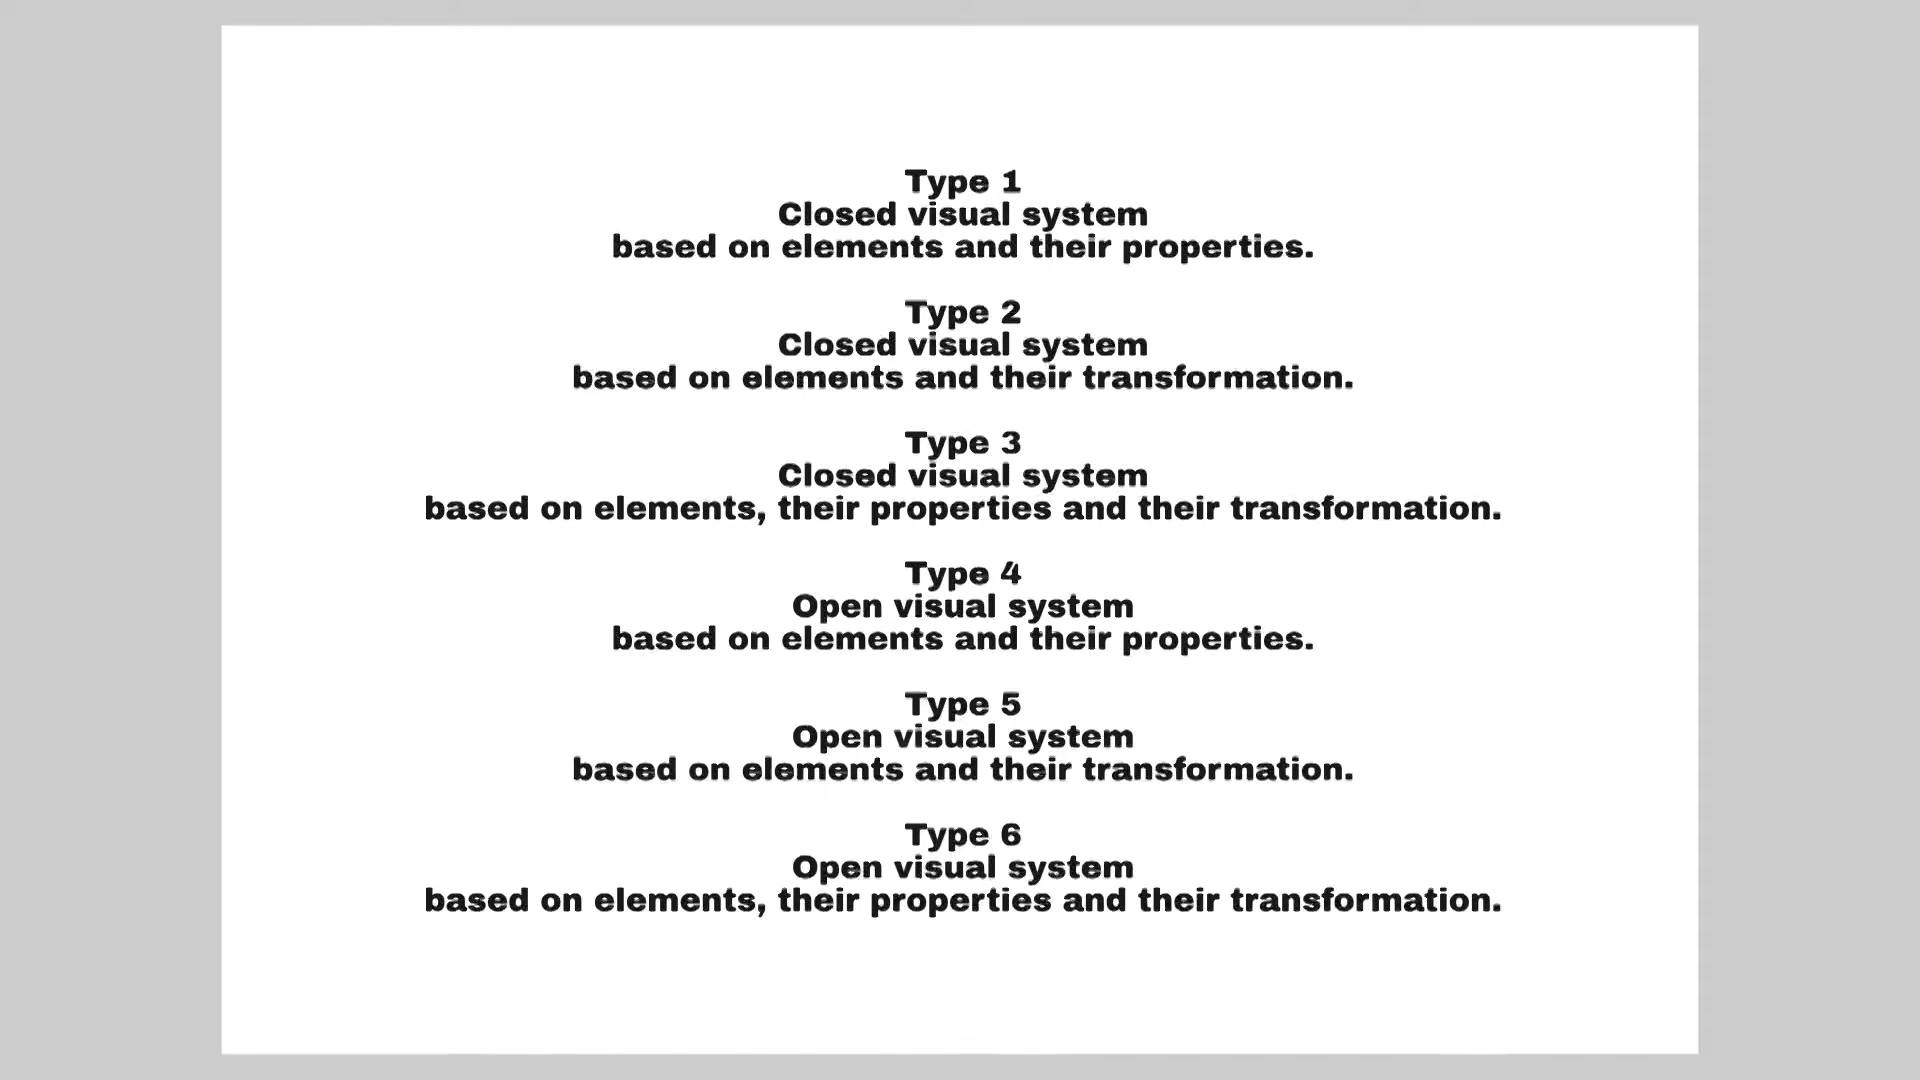 Type 1
Closed visual system
based on elements and their properties.
Type 2
Closed visual system
based on elements and their transformation.
Type 3
Closed visual system
based on elements, their properties and their transformation.
Type 4
Open visual system
based on elements and their properties.
Type 5
Open visual system
based on elements and their transformation.
Type 6
Open visual system
based on elements, their properties and their transformation.